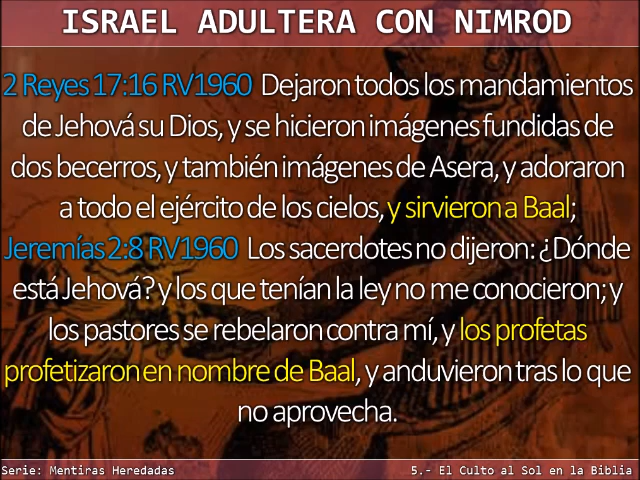 ISRAEL ADULTERA CON NIMROD
2 Reyes 17:16 RV1960 Dejaron todos los mandamientos
de Jehová su Dios, y se hicieron imágenes fundidas de
dos becerros, y también imágenes de Asera, y adoraron
a todo el ejército de los cielos, y sirvieron a Baal;
Jeremías 2:8 RV1960 Los sacerdotes no dijeron: ¿Dónde
está Jehová? y los que tenían la ley no me conocieron; y
los pastores se rebelaron contra mí, y los profetas
profetizaron en nombre de Baal, y anduvieron tras lo que
no aprovecha.
Serie: Mentiras Heredadas
5.- El Culto al Sol en la Biblia